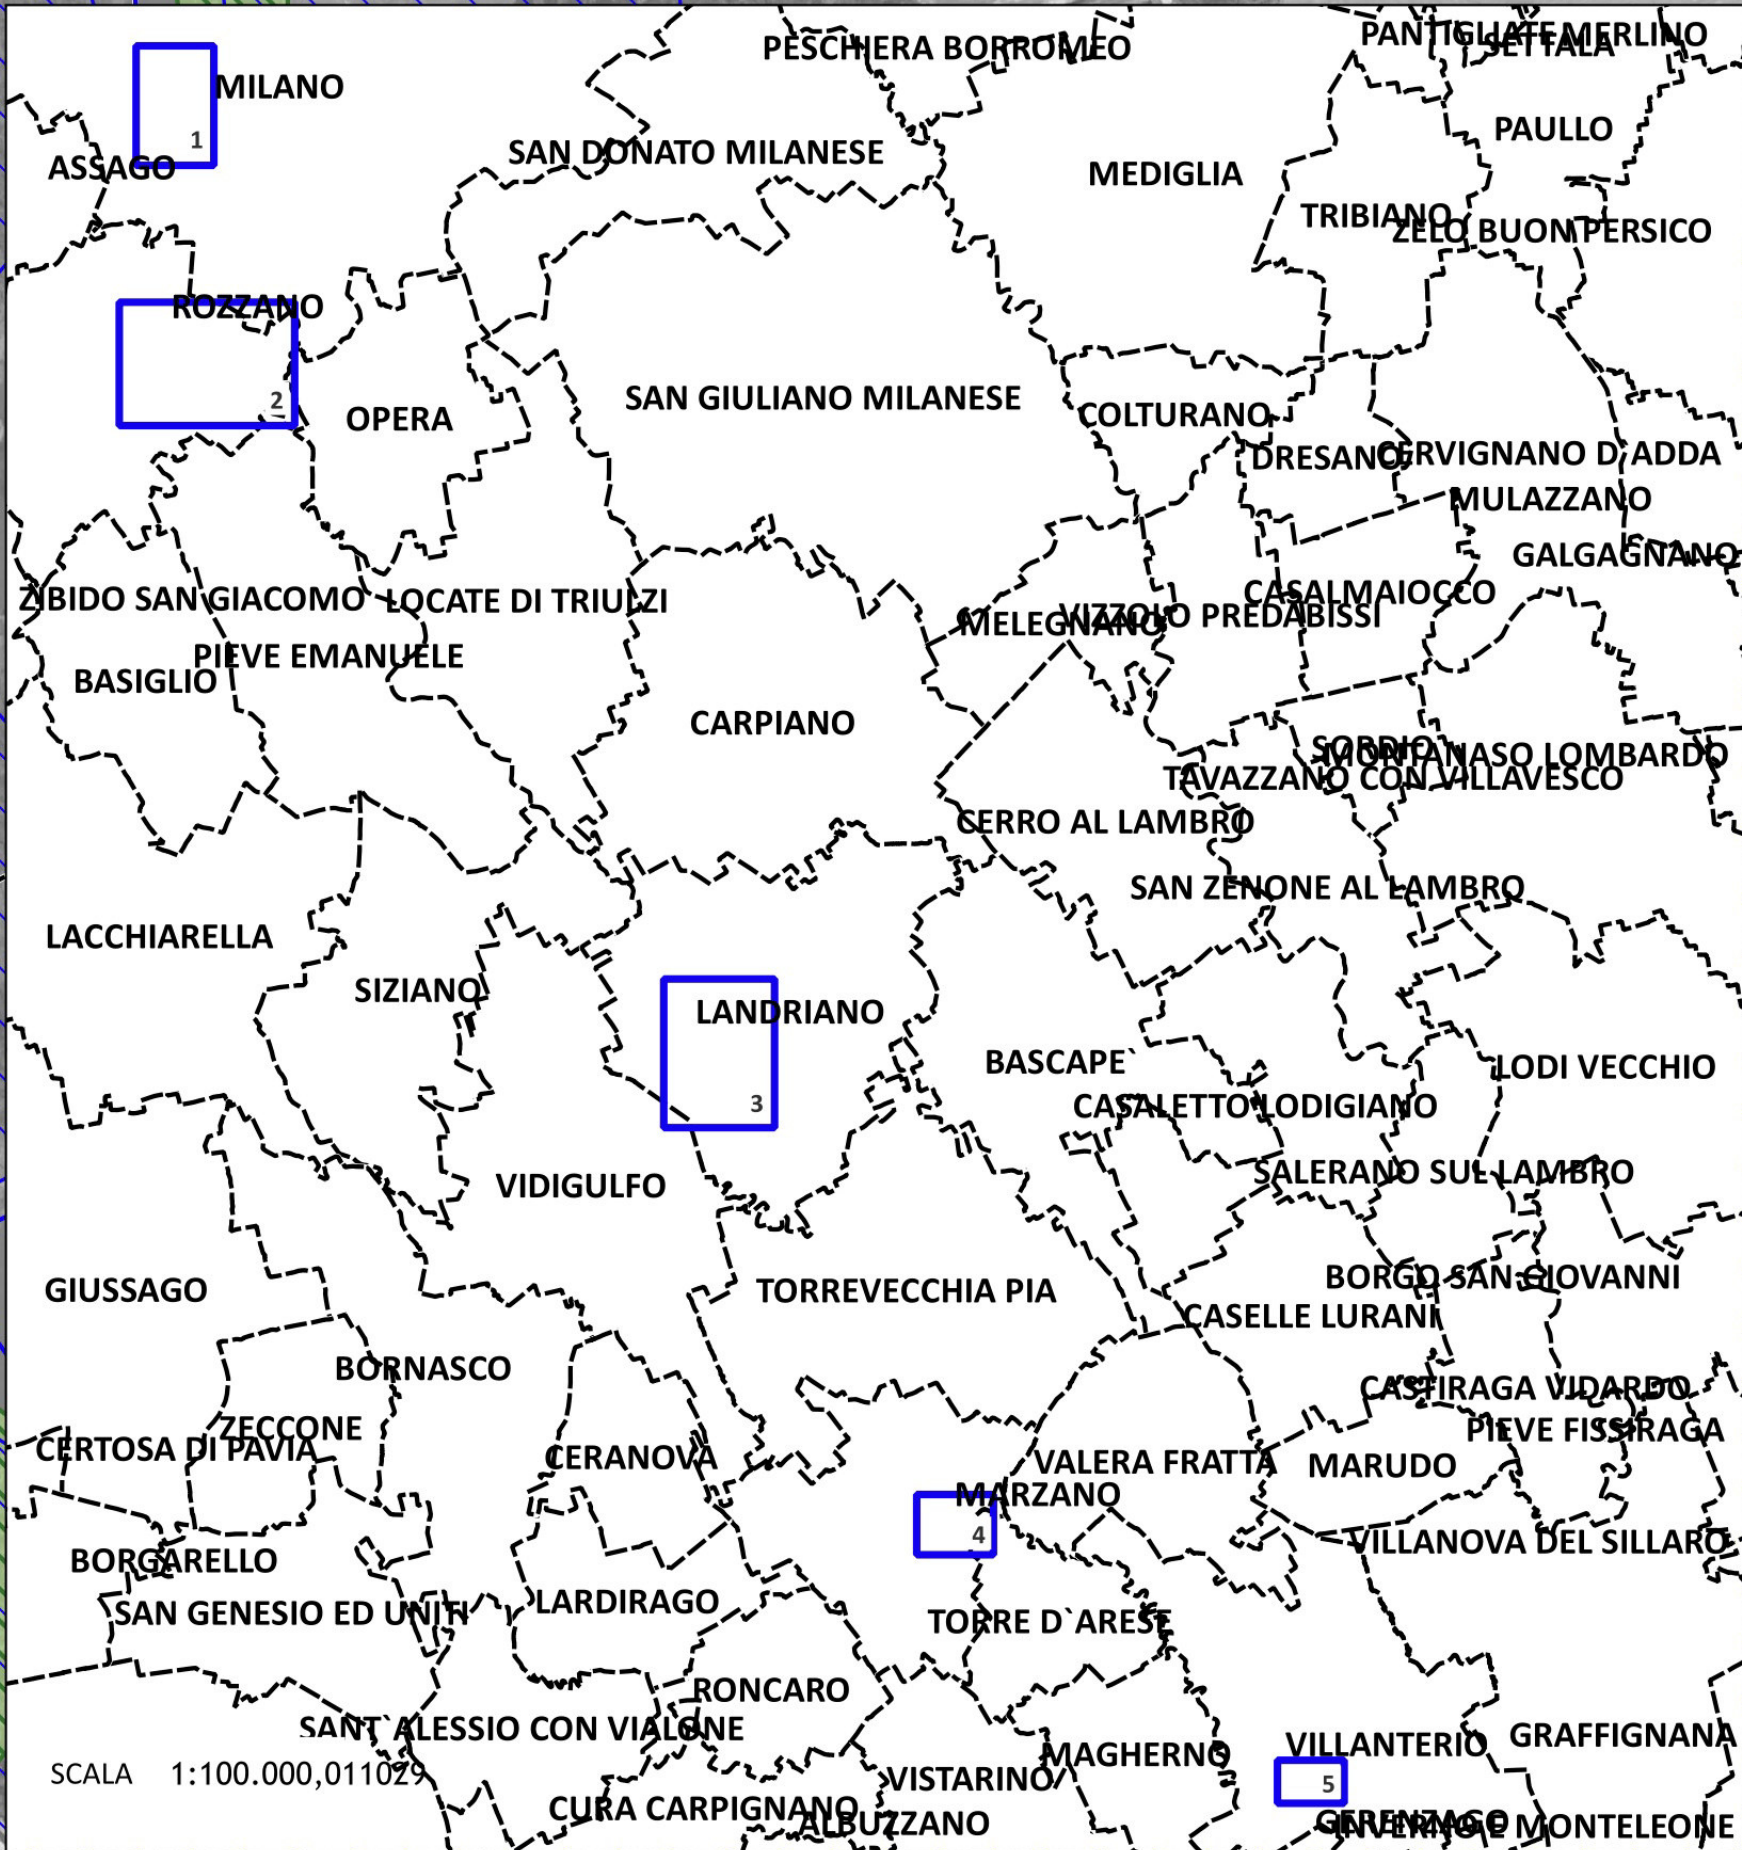 PESCHIERA BORROMEO
PANTIGLIATE
MERLINO
SETTALA
MILANO
1
PAULLO
SAN DONATO MILANESE
ASSAGO
MEDIGLIA
TRIBIANO
ZELO BUON PERSICO
ROZZANO
2
OPERA
SAN GIULIANO MILANESE
COLTURANO
DRESANO
CERVIGNANO D`ADDA
MULAZZANO
GALGAGNANO
ZIBIDO SAN GIACOMO
LOCATE DI TRIULZI
CASALMAIOCCO
MELEGNANO
VIZZOLO PREDABISSI
PIEVE EMANUELE
BASIGLIO
CARPIANO
SORDIO
MONTANASO LOMBARDO
TAVAZZANO CON VILLAVESCO
CERRO AL LAMBRO
SAN ZENONE AL LAMBRO
LACCHIARELLA
SIZIANO
LANDRIANO
3
BASCAPE`
LODI VECCHIO
CASALETTO LODIGIANO
VIDIGULFO
SALERANO SUL LAMBRO
GIUSSAGO
TORREVECCHIA PIA
BORGO SAN GIOVANNI
CASELLE LURANI
BORNASCO
CASTIRAGA VIDARDO
ZECCONE
CERTOSA DI PAVIA
CERANOVA
PIEVE FISSIRAGA
VALERA FRATTA
MARUDO
MARZANO
4
BORGARELLO
VILLANOVA DEL SILLARO
SAN GENESIO ED UNITI
LARDIRAGO
TORRE D`ARESE
RONCARO
SANT`ALESSIO CON VIALONE
MAGHERNO
VILLANTERIO
GRAFFIGNANA
SCALA 1:100.000,011029
VISTARINO
5
CURA CARPIGNANO
ALBUZZANO
GERENZAGO
INVERNO E MONTELEONE